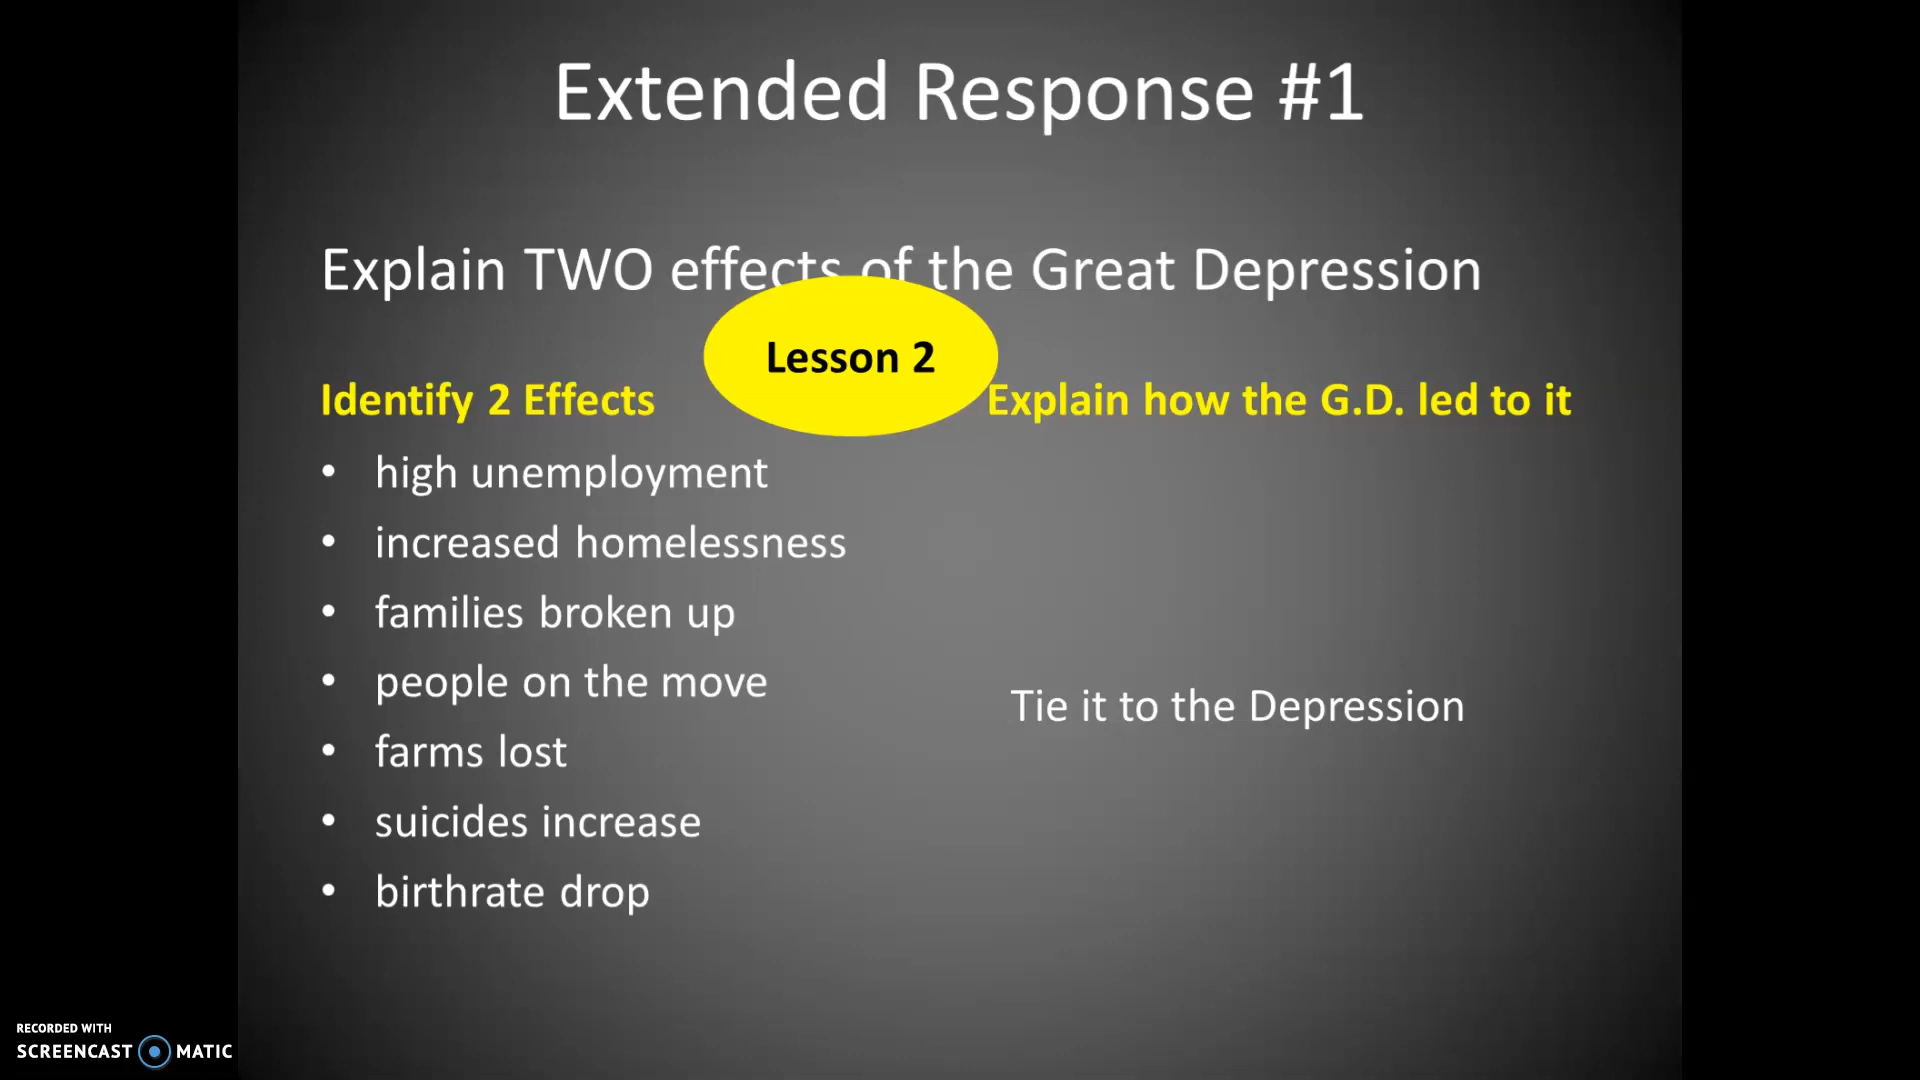 Extended Response #1
Explain TWO effects of the Great Depression
Lesson 2
Identify 2 Effects
• high unemployment
• increased homelessness
• families broken up
• people on the move
• farms lost
• suicides increase
• birthrate drop
Explain how the G.D. led to it
Tie it to the Depression
RECORDED WITH
SCREENCAST MATIC